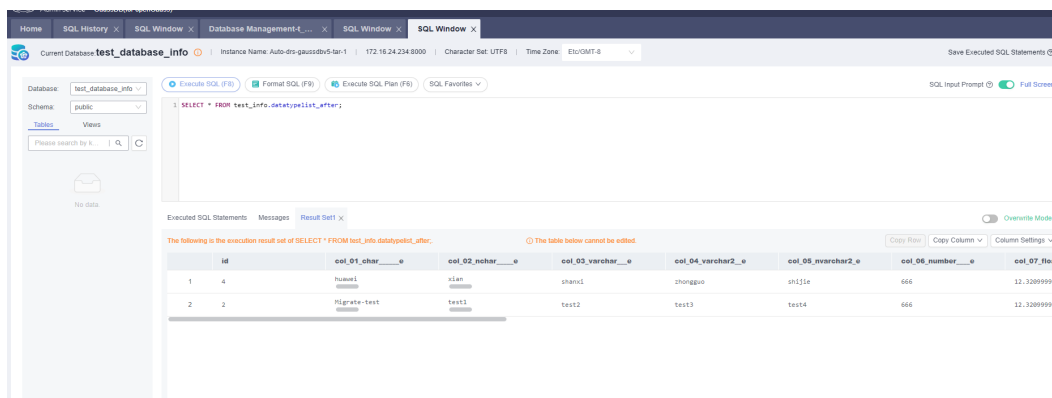 Home SQL History × SQL Window × Database Management-t_... × SQL Window × SQL Window ×
Current Database: test_database_info | Instance Name: Auto-drs-gaussdbv5-tar-1 | 172.16.24.234:8000 | Character Set: UTF8 | Time Zone: Etc/GMT-8 Save Executed SQL Statements
Database: test_database_info
Execute SQL (F8) Format SQL (F9) Execute SQL Plan (F6) SQL Favorites SQL Input Prompt Full Screen
Schema: public
1 SELECT * FROM test_info.datatypelist_after;
Tables Views
Please search by k...
No data.
Executed SQL Statements Messages Result Set1 × Overwrite Mode
The following is the execution result set of SELECT * FROM test_info.datatypelist_after;. The table below cannot be edited. Copy Row Copy Column Column Settings
id col_01_char_____e col_02_nchar____e col_03_varchar__e col_04_varchar2__e col_05_nvarchar2_e col_06_number___e col_07_flo
1 4 huawei xian shanxi zhongguo shijie 666 12.3209999
2 2 Migrate-test test1 test2 test3 test4 666 12.3209999